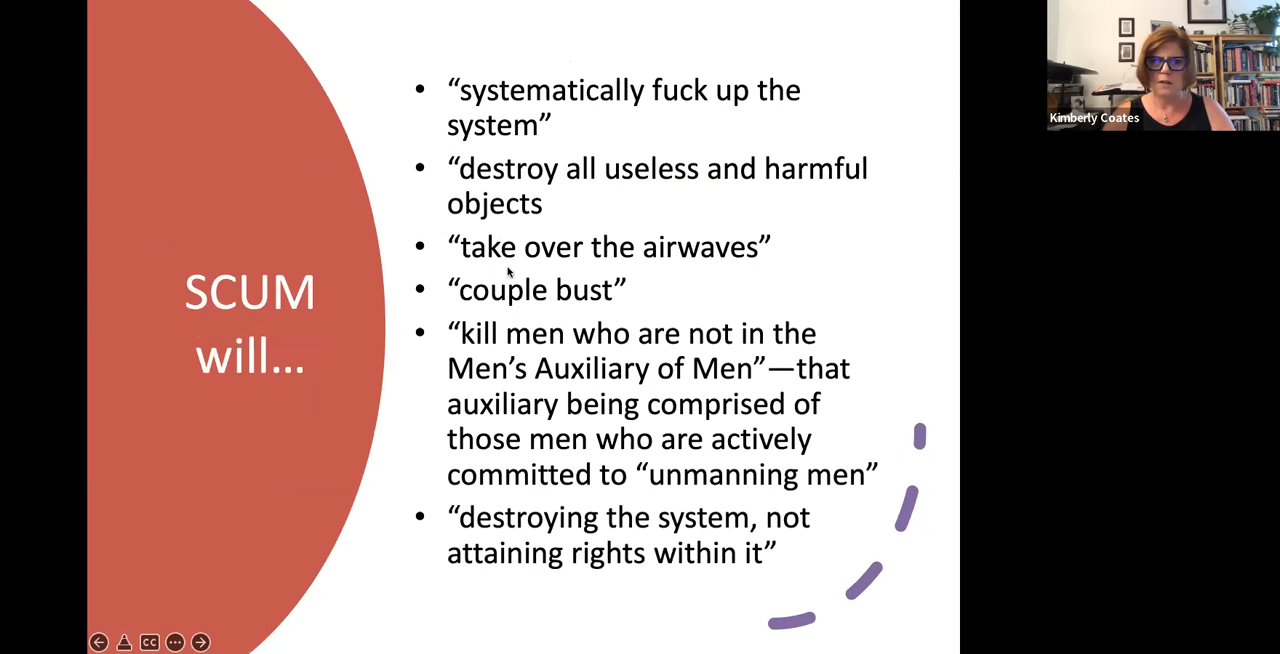 SCUM
will...
• “systematically fuck up the
system”
• “destroy all useless and harmful
objects
• “take over the airwaves”
• “couple bust”
• “kill men who are not in the
Men’s Auxiliary of Men”—that
auxiliary being comprised of
those men who are actively
committed to “unmanning men”
• “destroying the system, not
attaining rights within it”
Kimberly Coates
CC